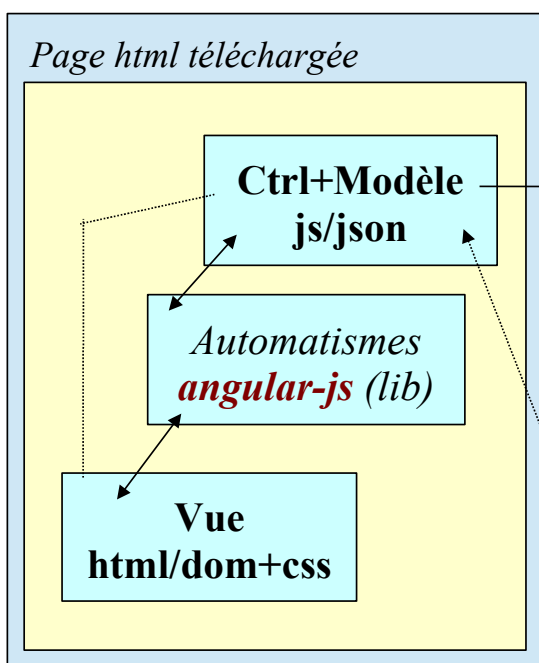 Page html téléchargée
Ctrl+Modèle
js/json
Automatismes
angular-js (lib)
Vue
html/dom+css